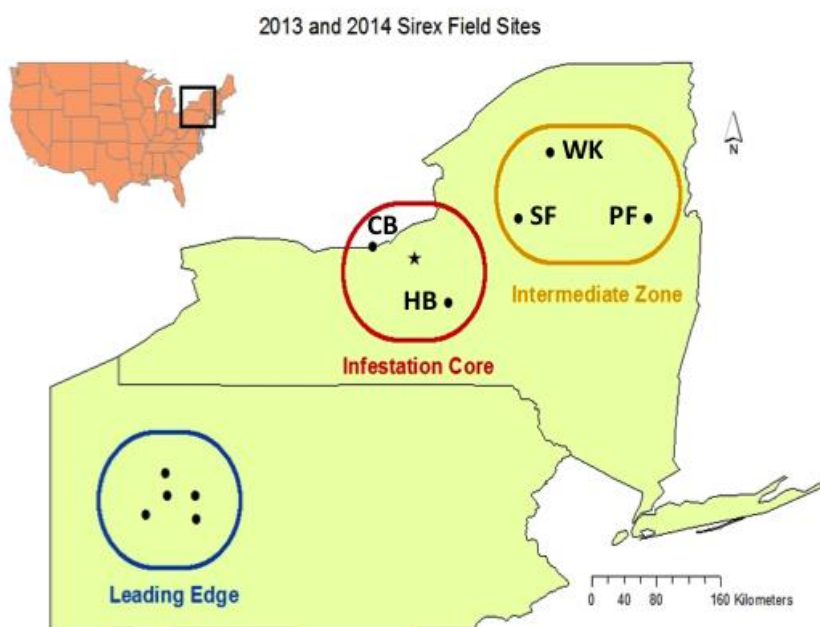 2013 and 2014 Sirex Field Sites
N
WK
CB
SF PF
HB
Intermediate Zone
Infestation Core
Leading Edge
0 40 80 160 Kilometers